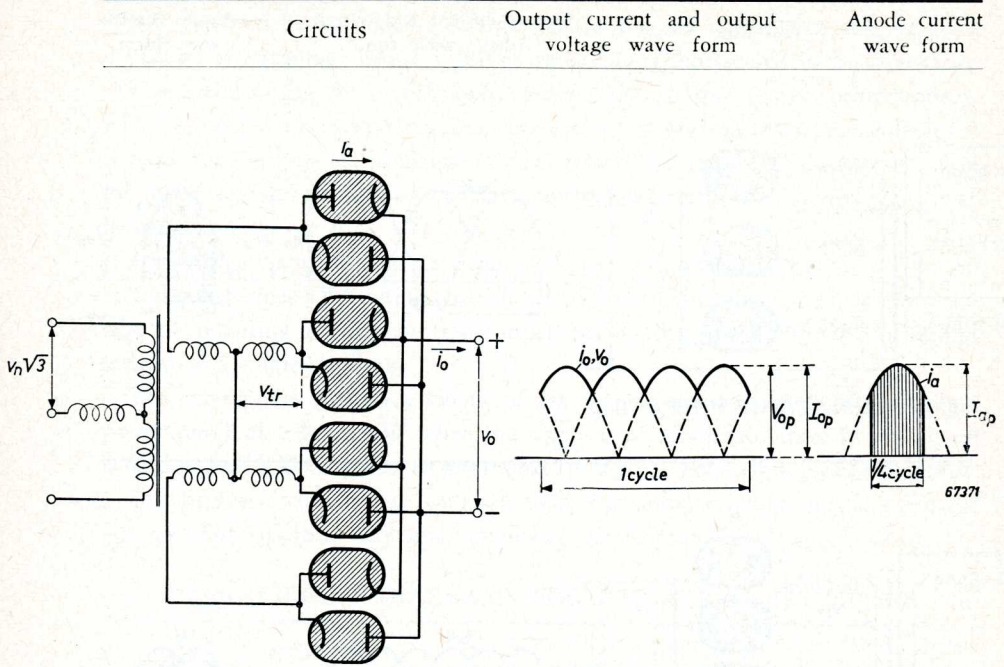 Circuits
Output current and output
voltage wave form
Anode current
wave form
Ia
vn√3
vtr
io
+
vo
−
io,vo
Vop
Iop
1cycle
ia
Iap
1/4cycle
67371